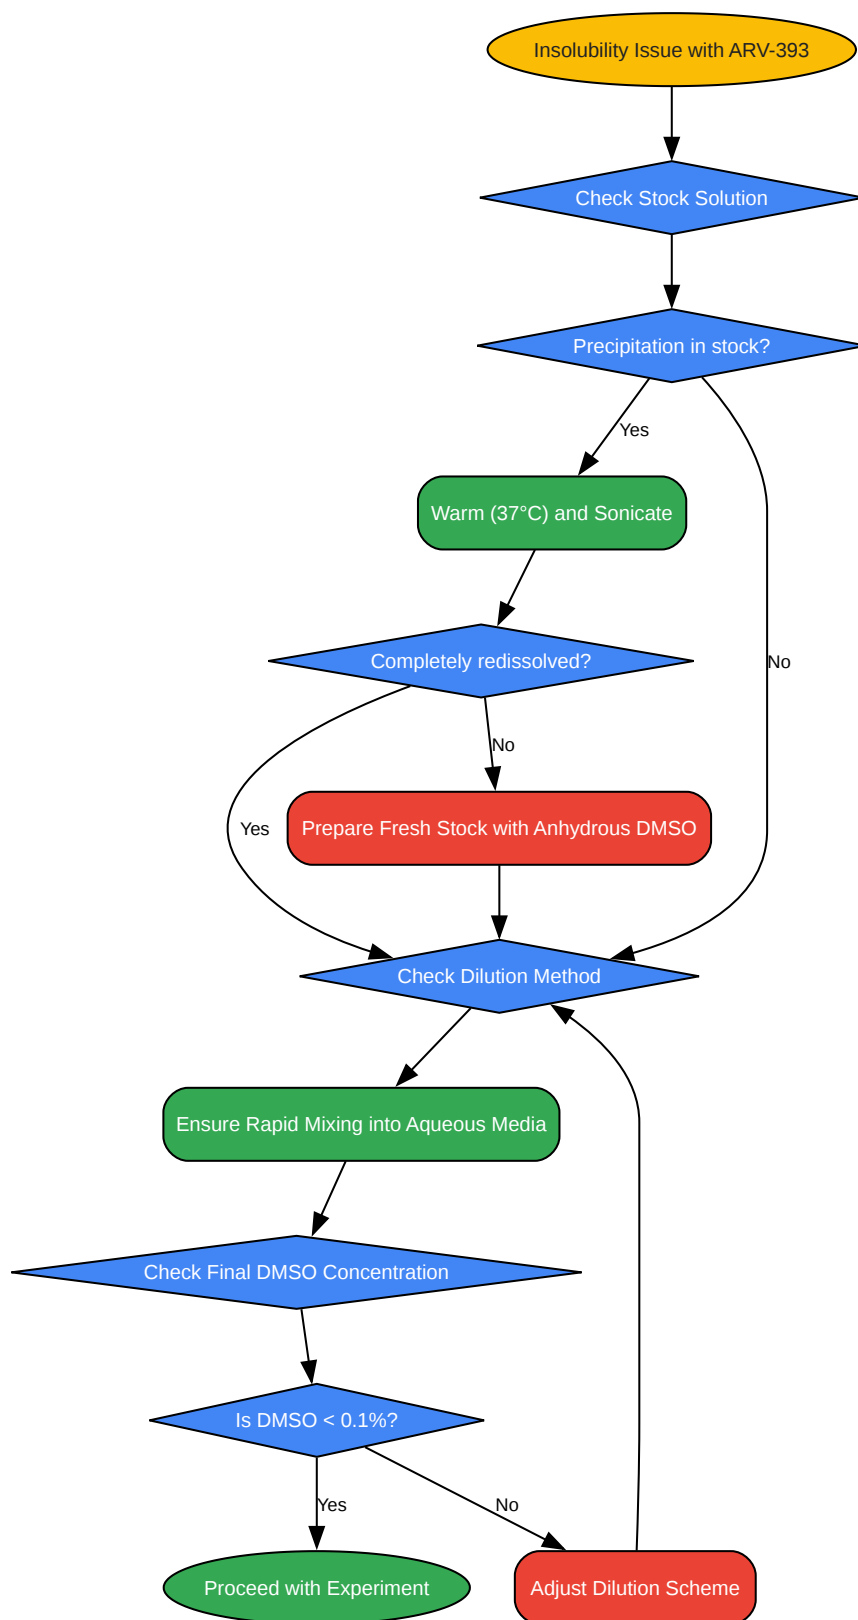 Insolubility Issue with ARV-393
Check Stock Solution
Precipitation in stock?
Yes
Warm (37°C) and Sonicate
Completely redissolved?
No
No
Prepare Fresh Stock with Anhydrous DMSO
Yes
Check Dilution Method
Ensure Rapid Mixing into Aqueous Media
Check Final DMSO Concentration
Is DMSO < 0.1%?
Yes
No
Proceed with Experiment
Adjust Dilution Scheme